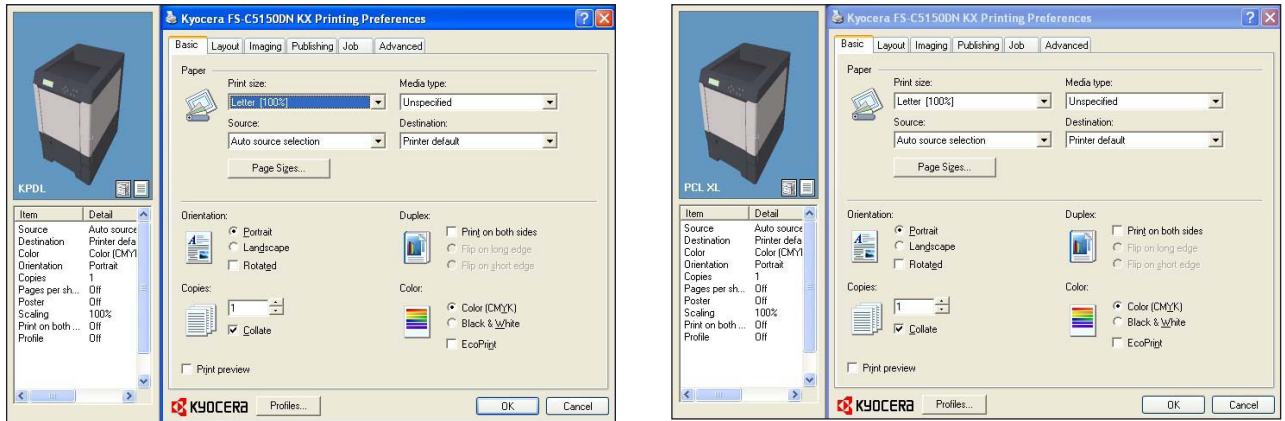 Kyocera FS-C5150DN KX Printing Preferences
Basic Layout Imaging Publishing Job Advanced
Paper
Print size: Media type:
Letter [100%] Unspecified
Source: Destination:
Auto source selection Printer default
Page Sizes...
KPDL
Item Detail
Source Auto source
Destination Printer defa
Color Color (CMY
Orientation Portrait
Copies 1
Pages per sh... Off
Poster Off
Scaling 100%
Print on both ... Off
Profile Off
Orientation: Duplex:
Portrait Print on both sides
Landscape Flip on long edge
Rotated Flip on short edge
Copies: Color:
1 Color (CMYK)
Collate Black & White
EcoPrint
Print preview
KYOCERA Profiles... OK Cancel
Kyocera FS-C5150DN KX Printing Preferences
Basic Layout Imaging Publishing Job Advanced
Paper
Print size: Media type:
Letter [100%] Unspecified
Source: Destination:
Auto source selection Printer default
Page Sizes...
PCL XL
Item Detail
Source Auto source
Destination Printer defa
Color Color (CMY
Orientation Portrait
Copies 1
Pages per sh... Off
Poster Off
Scaling 100%
Print on both ... Off
Profile Off
Orientation: Duplex:
Portrait Print on both sides
Landscape Flip on long edge
Rotated Flip on short edge
Copies: Color:
1 Color (CMYK)
Collate Black & White
EcoPrint
Print preview
KYOCERA Profiles... OK Cancel